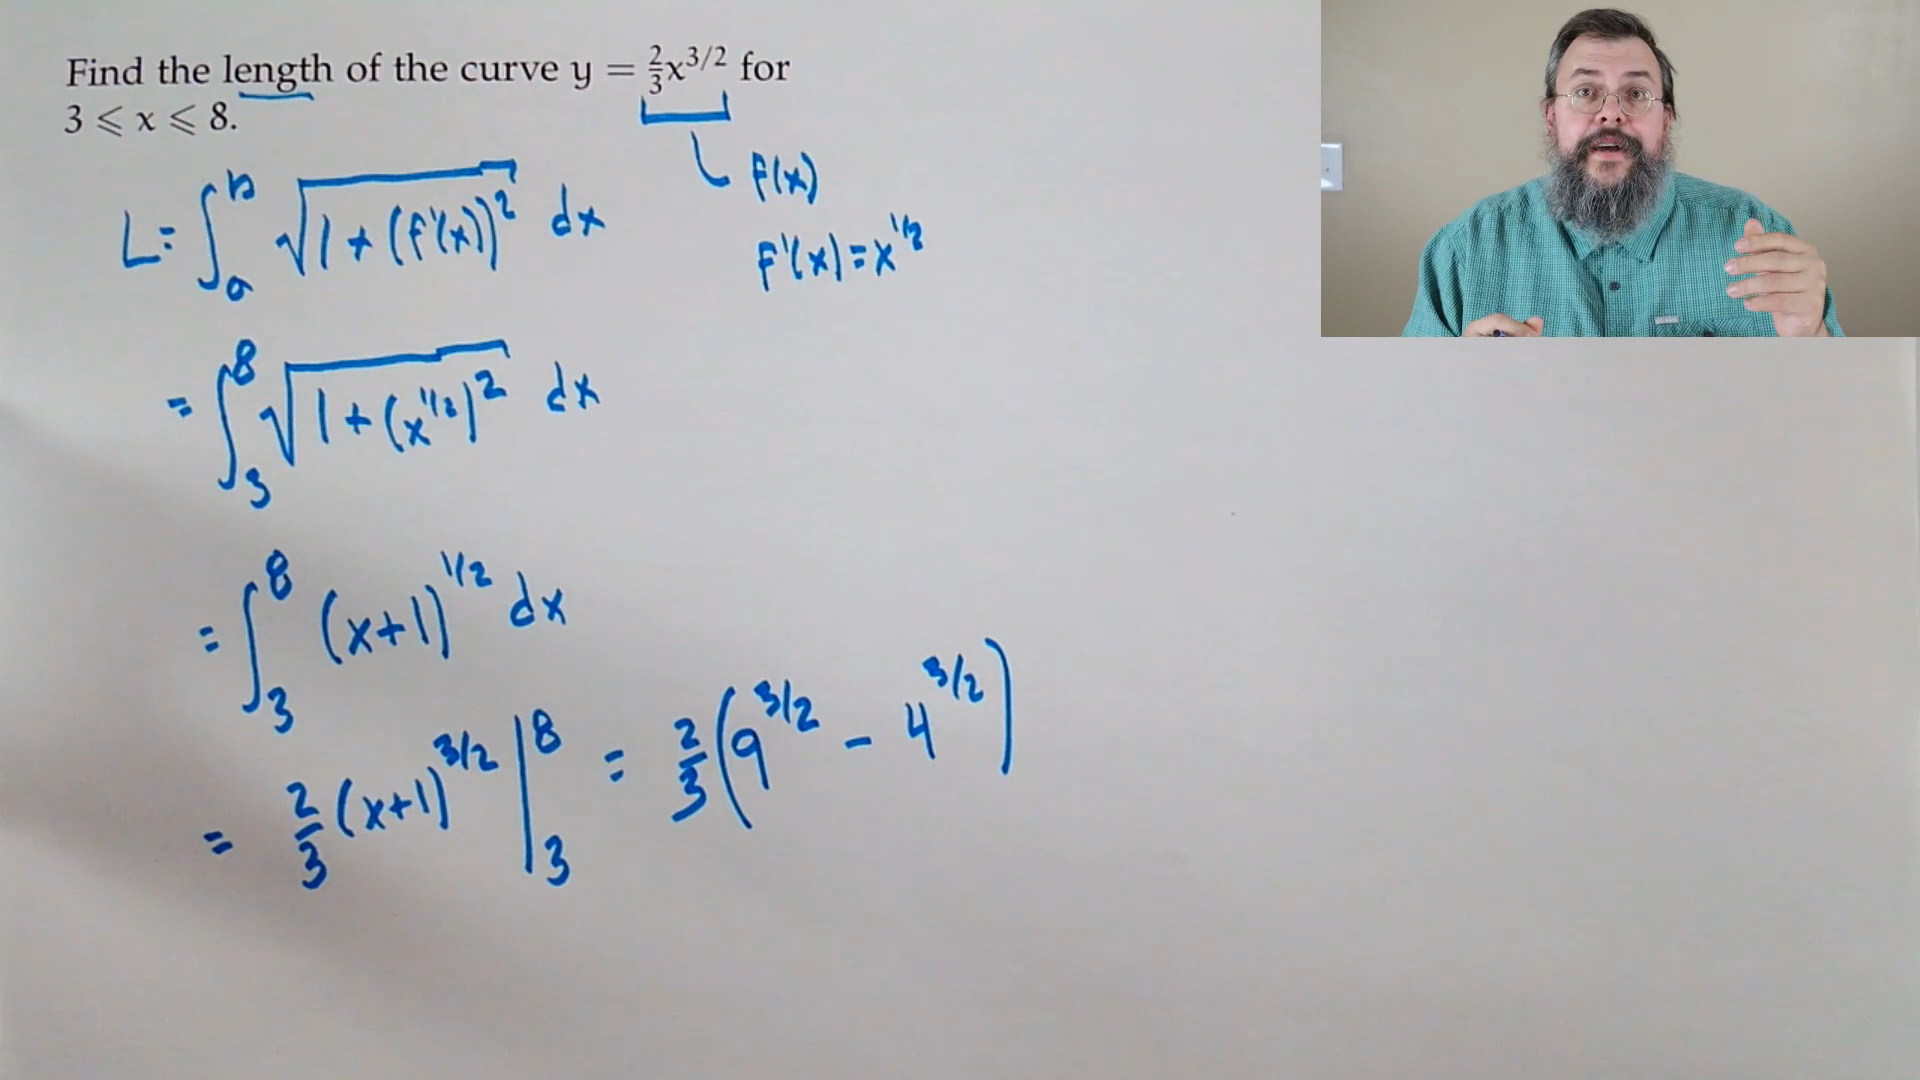 Find the length of the curve y = 2/3 x^{3/2} for
3 ⩽ x ⩽ 8.
f(x)
L = ∫_a^b √(1 + (f'(x))^2) dx
f'(x) = x^{1/2}
= ∫_3^8 √(1 + (x^{1/2})^2) dx
= ∫_3^8 (x+1)^{1/2} dx
= 2/3 (x+1)^{3/2} |_3^8 = 2/3 (9^{3/2} - 4^{3/2})